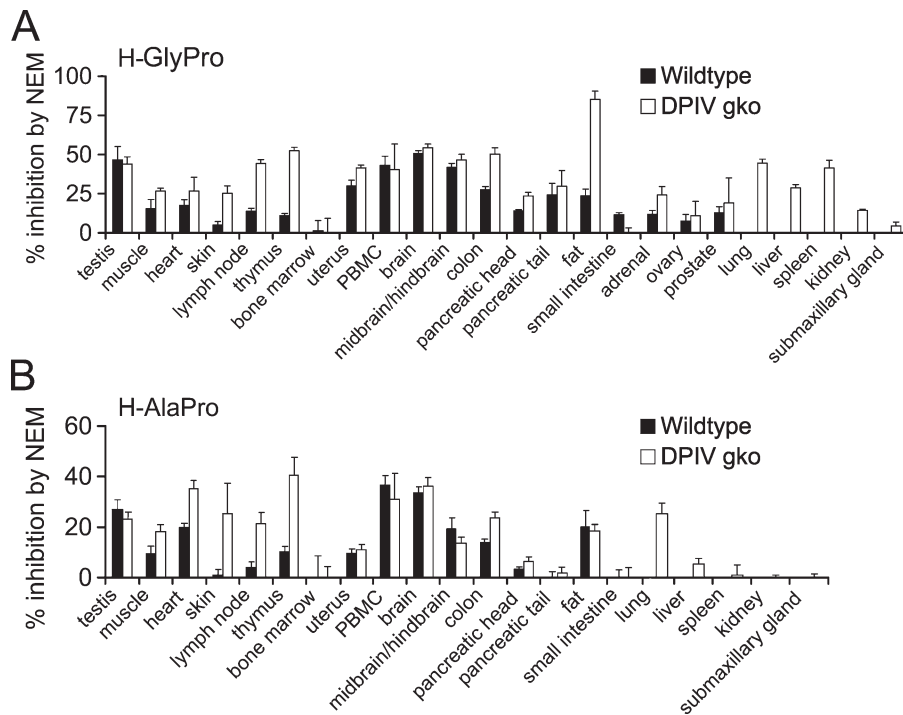 A
H-GlyPro
% inhibition by NEM
100
75
50
25
0
Wildtype
DPIV gko
testis
muscle
heart
skin
lymph node
thymus
bone marrow
uterus
PBMC
brain
midbrain/hindbrain
colon
pancreatic head
pancreatic tail
fat
small intestine
adrenal
ovary
prostate
lung
liver
spleen
kidney
submaxillary gland
B
H-AlaPro
% inhibition by NEM
60
40
20
0
Wildtype
DPIV gko
testis
muscle
heart
skin
lymph node
thymus
bone marrow
uterus
PBMC
brain
midbrain/hindbrain
colon
pancreatic head
pancreatic tail
fat
small intestine
lung
liver
spleen
kidney
submaxillary gland